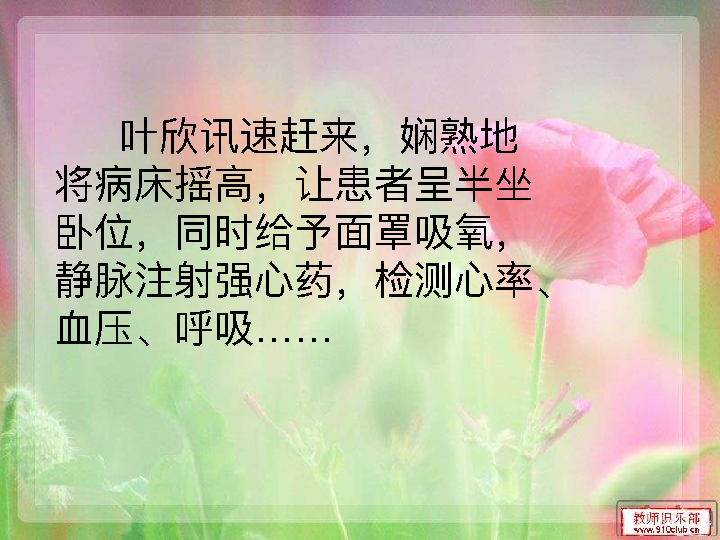 叶欣讯速赶来，娴熟地
将病床摇高，让患者呈半坐
卧位，同时给予面罩吸氧，
静脉注射强心药，检测心率、
血压、呼吸……
教师俱乐部
www.910club.cn